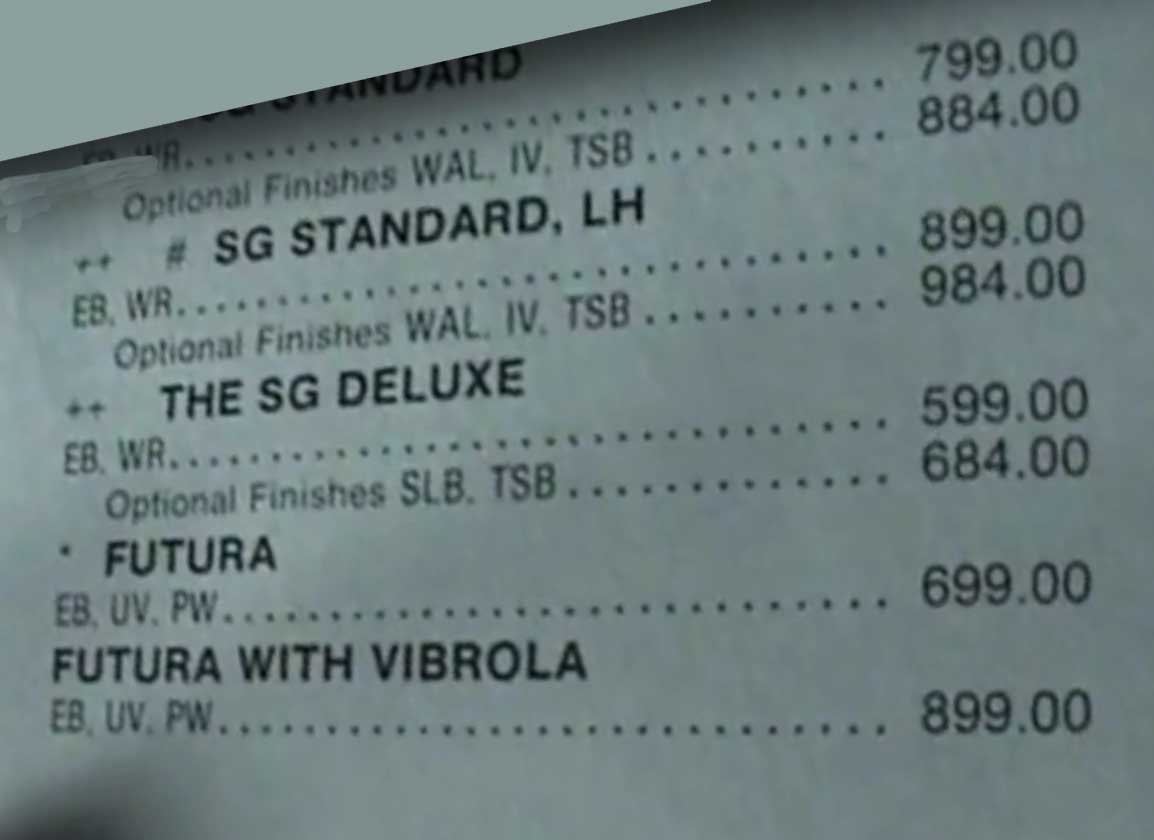 SG STANDARD
EB, WR.............................. 799.00
Optional Finishes WAL, IV, TSB.......... 884.00
++ # SG STANDARD, LH
EB, WR.............................. 899.00
Optional Finishes WAL, IV, TSB.......... 984.00
++ THE SG DELUXE
EB, WR.............................. 599.00
Optional Finishes SLB, TSB............. 684.00
* FUTURA
EB, UV, PW........................... 699.00
FUTURA WITH VIBROLA
EB, UV, PW........................... 899.00